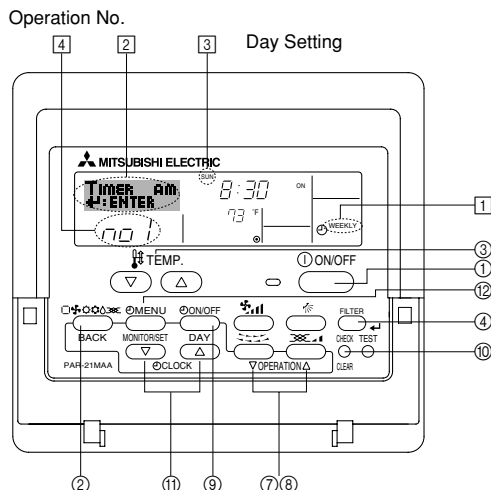 Operation No.
4 2 3 Day Setting
MITSUBISHI ELECTRIC
SUN
TIMER AM 8:30 ON
↵:ENTER
73 °F
WEEKLY 1
no 1
TEMP. ON/OFF ③
▽ △ ①
⑫
MENU ON/OFF FILTER
BACK MONITOR/SET DAY ④
▽ △ CHECK TEST ⑩
PAR-21MAA CLOCK ▽OPERATION△ CLEAR
② ⑪ ⑨ ⑦ ⑧